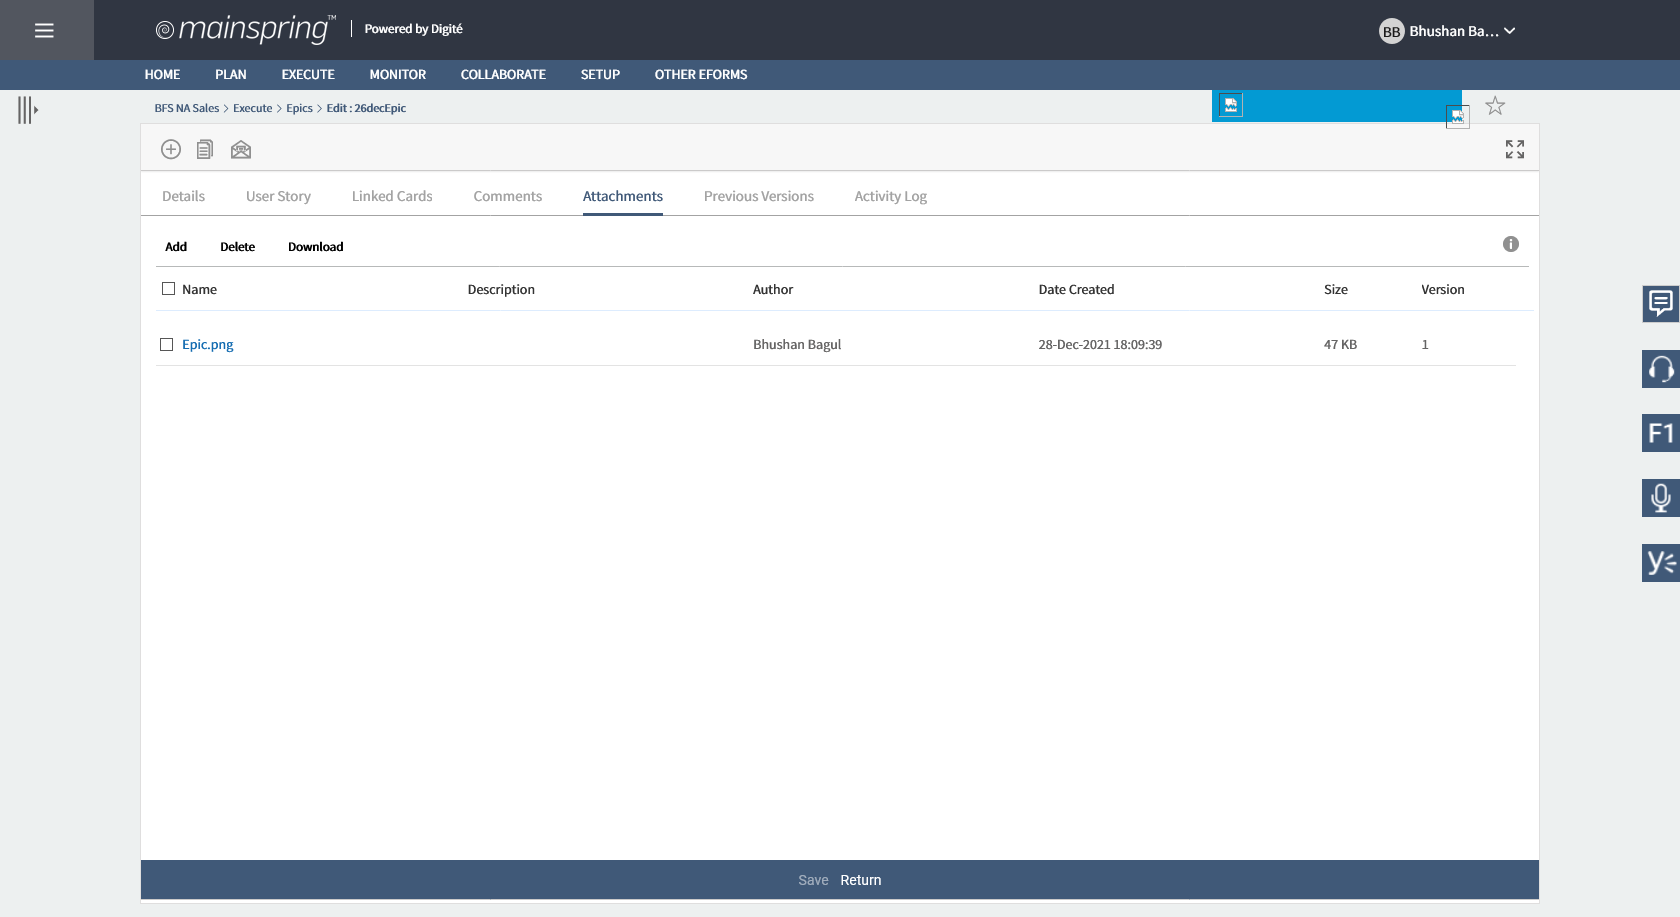 mainspring™ Powered by Digité
BB Bhushan Ba...
HOME PLAN EXECUTE MONITOR COLLABORATE SETUP OTHER EFORMS
BFS NA Sales > Execute > Epics > Edit : 26decEpic
Details User Story Linked Cards Comments Attachments Previous Versions Activity Log
Add Delete Download
Name Description Author Date Created Size Version
Epic.png Bhushan Bagul 28-Dec-2021 18:09:39 47 KB 1
F1
Save Return